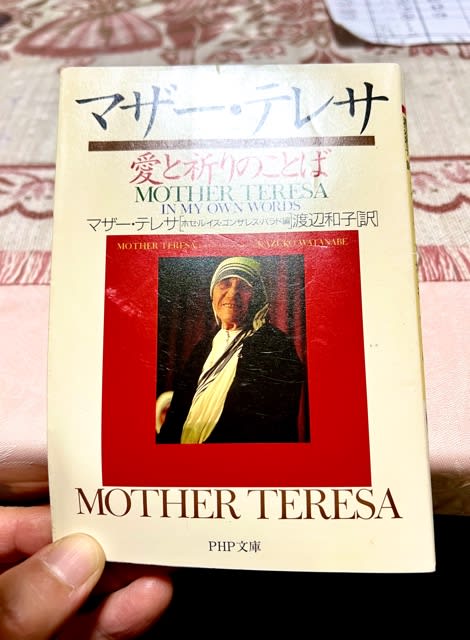 マザー・テレサ
愛と祈りのことば
MOTHER TERESA
IN MY OWN WORDS
マザー・テレサ[ホセ・ルイス・ゴンザレス・バラド編]渡辺和子[訳]
MOTHER TERESA KAZUKO WATANABE
MOTHER TERESA
PHP文庫